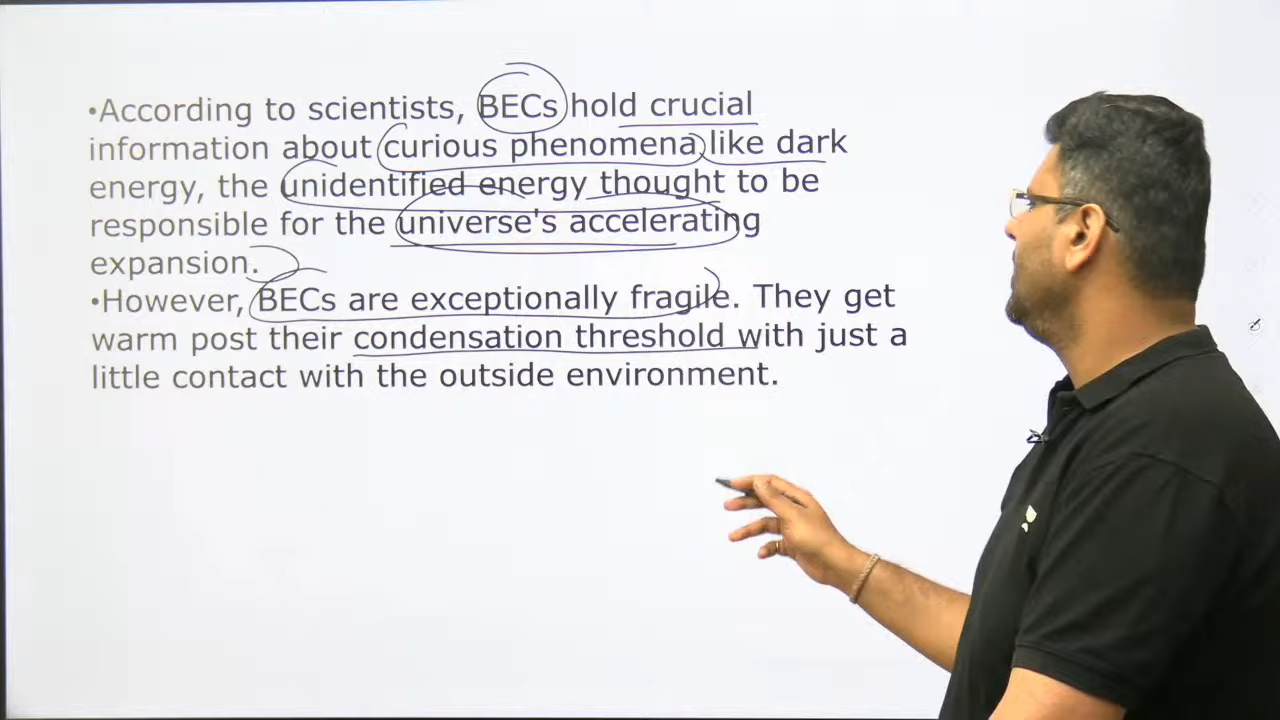 •According to scientists, BECs hold crucial
information about curious phenomena like dark
energy, the unidentified energy thought to be
responsible for the universe's accelerating
expansion.
•However, BECs are exceptionally fragile. They get
warm post their condensation threshold with just a
little contact with the outside environment.